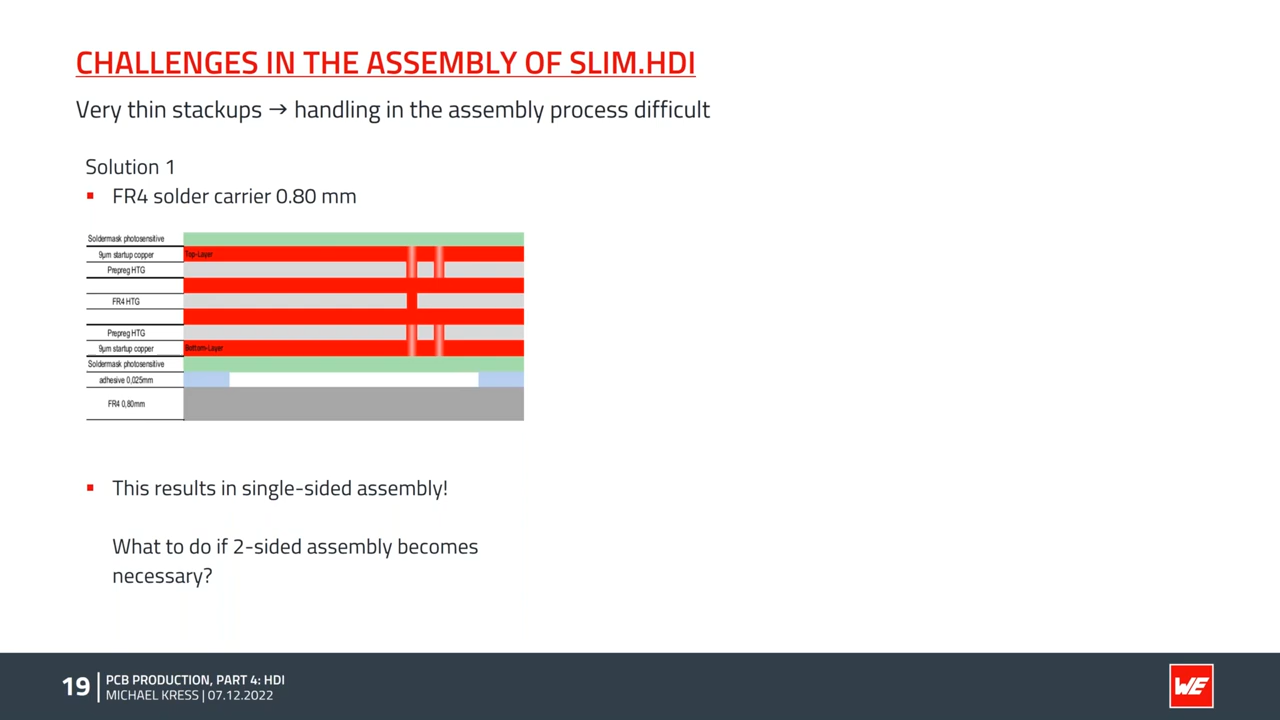 CHALLENGES IN THE ASSEMBLY OF SLIM.HDI
Very thin stackups → handling in the assembly process difficult
Solution 1
▪ FR4 solder carrier 0.80 mm
Soldermask photosensitive
9µm startup copper
Top-Layer
Prepreg HTG
FR4 HTG
Prepreg HTG
9µm startup copper
Bottom-Layer
Soldermask photosensitive
adhesive 0,025mm
FR4 0,80mm
▪ This results in single-sided assembly!
What to do if 2-sided assembly becomes
necessary?
19
PCB PRODUCTION, PART 4: HDI
MICHAEL KRESS | 07.12.2022
WE